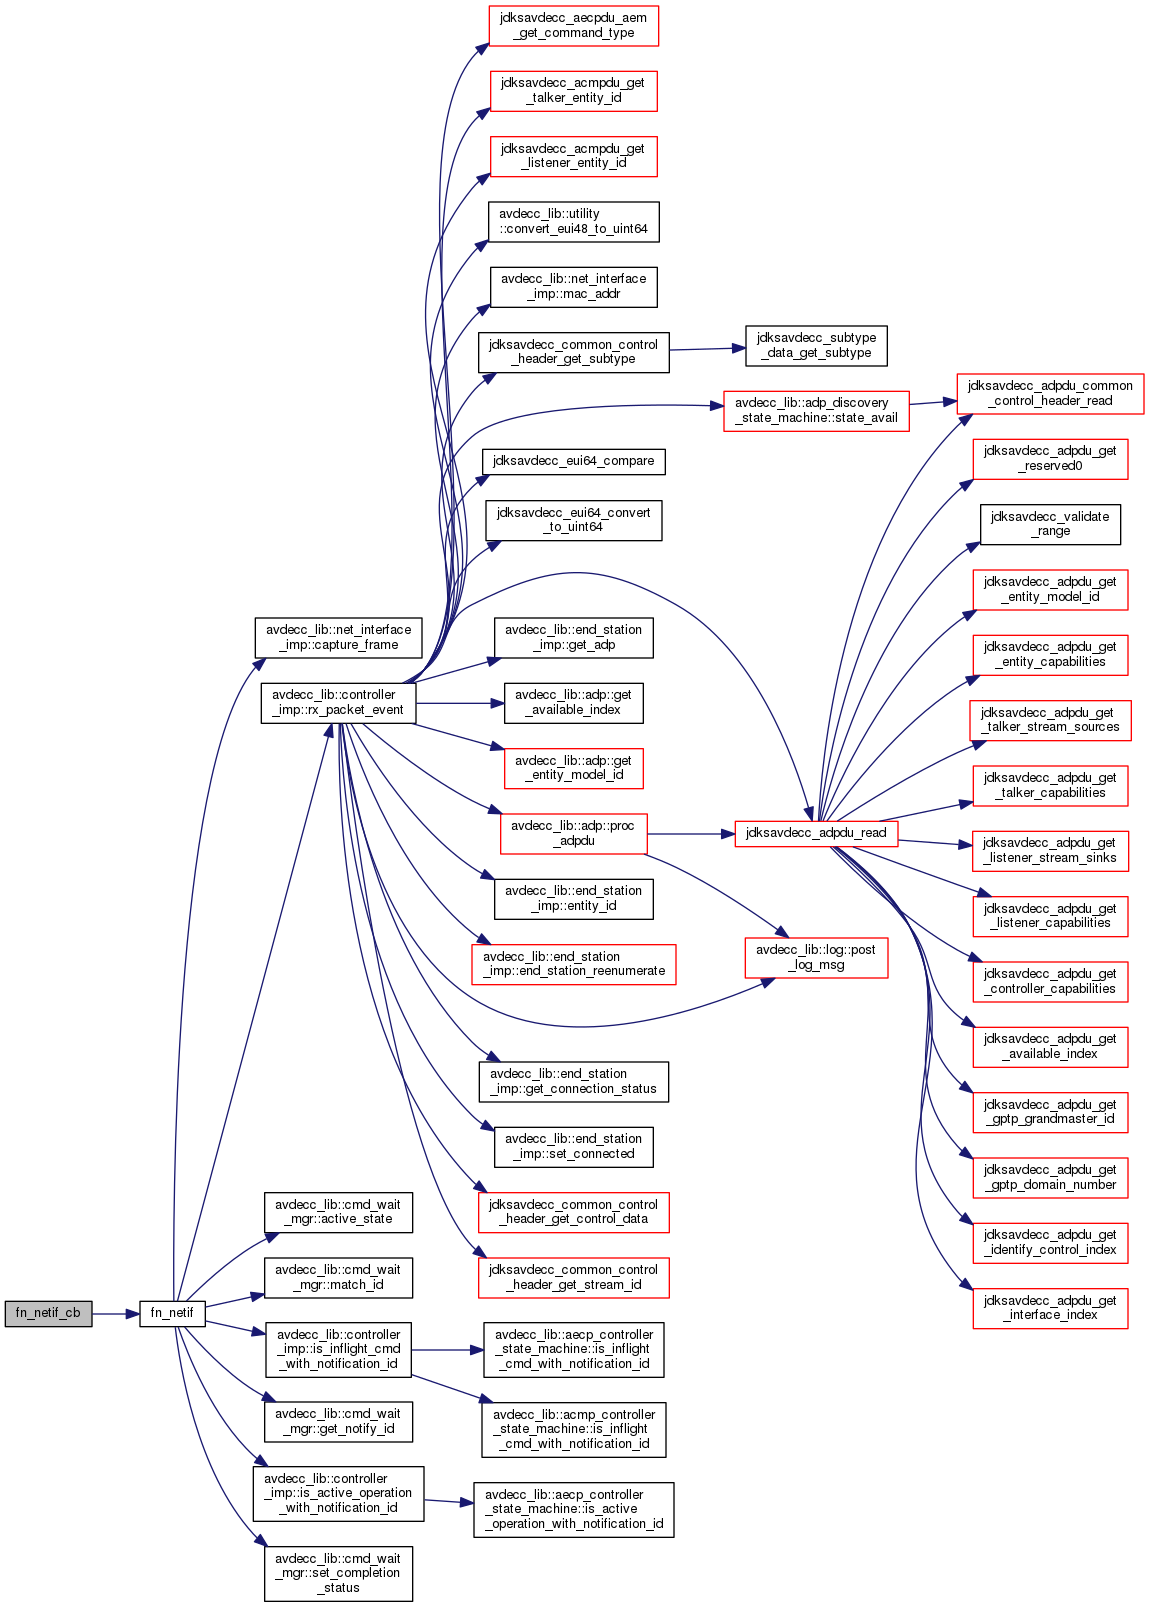 jdksavdecc_aecpdu_aem
_get_command_type
jdksavdecc_acmpdu_get
_talker_entity_id
jdksavdecc_acmpdu_get
_listener_entity_id
avdecc_lib::utility
::convert_eui48_to_uint64
avdecc_lib::net_interface
_imp::mac_addr
jdksavdecc_common_control
_header_get_subtype
jdksavdecc_subtype
_data_get_subtype
avdecc_lib::adp_discovery
_state_machine::state_avail
jdksavdecc_adpdu_common
_control_header_read
jdksavdecc_eui64_compare
jdksavdecc_adpdu_get
_reserved0
jdksavdecc_eui64_convert
_to_uint64
jdksavdecc_validate
_range
jdksavdecc_adpdu_get
_entity_model_id
avdecc_lib::net_interface
_imp::capture_frame
avdecc_lib::end_station
_imp::get_adp
jdksavdecc_adpdu_get
_entity_capabilities
avdecc_lib::controller
_imp::rx_packet_event
avdecc_lib::adp::get
_available_index
jdksavdecc_adpdu_get
_talker_stream_sources
avdecc_lib::adp::get
_entity_model_id
jdksavdecc_adpdu_get
_talker_capabilities
avdecc_lib::adp::proc
_adpdu
jdksavdecc_adpdu_read
jdksavdecc_adpdu_get
_listener_stream_sinks
avdecc_lib::end_station
_imp::entity_id
jdksavdecc_adpdu_get
_listener_capabilities
avdecc_lib::end_station
_imp::end_station_reenumerate
avdecc_lib::log::post
_log_msg
jdksavdecc_adpdu_get
_controller_capabilities
jdksavdecc_adpdu_get
_available_index
avdecc_lib::end_station
_imp::get_connection_status
jdksavdecc_adpdu_get
_gptp_grandmaster_id
avdecc_lib::end_station
_imp::set_connected
jdksavdecc_adpdu_get
_gptp_domain_number
avdecc_lib::cmd_wait
_mgr::active_state
jdksavdecc_common_control
_header_get_control_data
jdksavdecc_adpdu_get
_identify_control_index
avdecc_lib::cmd_wait
_mgr::match_id
jdksavdecc_common_control
_header_get_stream_id
jdksavdecc_adpdu_get
_interface_index
fn_netif_cb
fn_netif
avdecc_lib::controller
_imp::is_inflight_cmd
_with_notification_id
avdecc_lib::aecp_controller
_state_machine::is_inflight
_cmd_with_notification_id
avdecc_lib::cmd_wait
_mgr::get_notify_id
avdecc_lib::acmp_controller
_state_machine::is_inflight
_cmd_with_notification_id
avdecc_lib::controller
_imp::is_active_operation
_with_notification_id
avdecc_lib::aecp_controller
_state_machine::is_active
_operation_with_notification_id
avdecc_lib::cmd_wait
_mgr::set_completion
_status